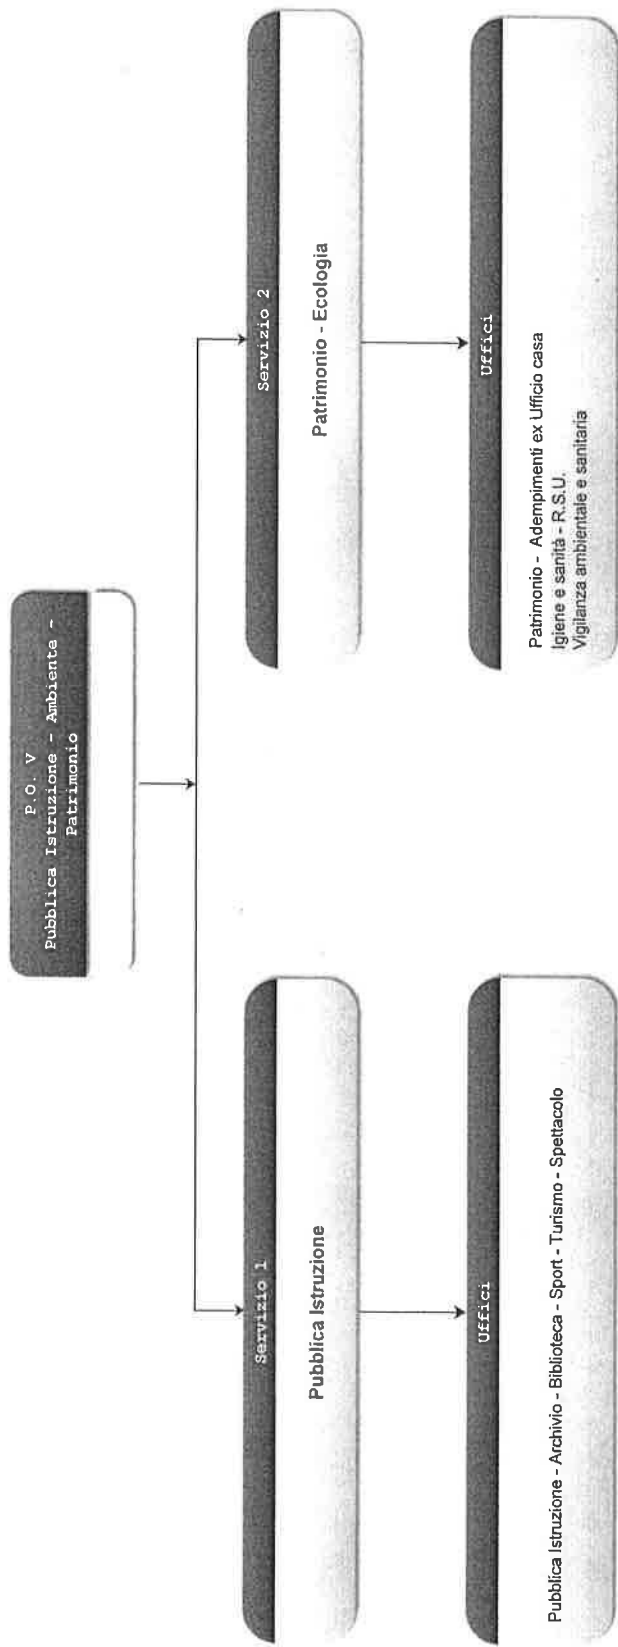 P.O. V
Pubblica Istruzione - Ambiente -
Patrimonio
Servizio 1
Pubblica Istruzione
Uffici
Pubblica Istruzione - Archivio - Biblioteca - Sport - Turismo - Spettacolo
Servizio 2
Patrimonio - Ecologia
Uffici
Patrimonio - Adempimenti ex Ufficio casa
Igiene e sanità - R.S.U.
Vigilanza ambientale e sanitaria